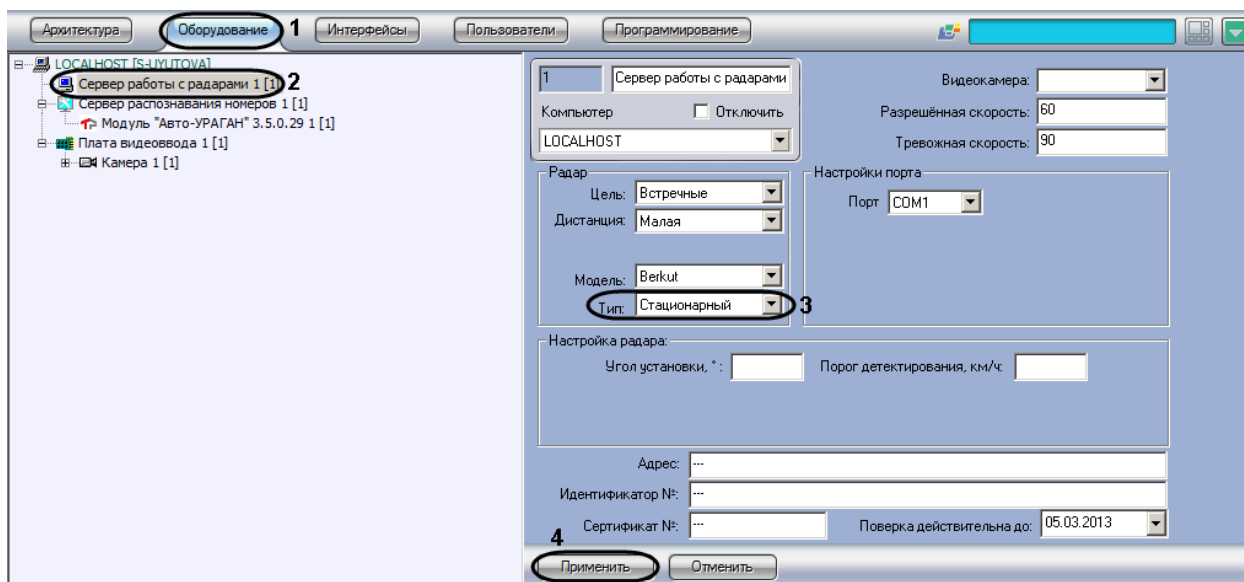 Архитектура Оборудование 1 Интерфейсы Пользователи Программирование
LOCALHOST [S-UYUTOVA]
Сервер работы с радарами 1 [1] 2
Сервер распознавания номеров 1 [1]
Модуль "Авто-УРАГАН" 3.5.0.29 1 [1]
Плата видеоввода 1 [1]
Камера 1 [1]
1 Сервер работы с радарами
Компьютер Отключить
LOCALHOST
Видеокамера:
Разрешённая скорость: 60
Тревожная скорость: 90
Радар
Цель: Встречные
Дистанция: Малая
Модель: Berkut
Тип: Стационарный 3
Настройки порта
Порт COM1
Настройка радара:
Угол установки, ° : Порог детектирования, км/ч:
Адрес: ---
Идентификатор №: ---
Сертификат №: --- Поверка действительна до: 05.03.2013
4
Применить Отменить